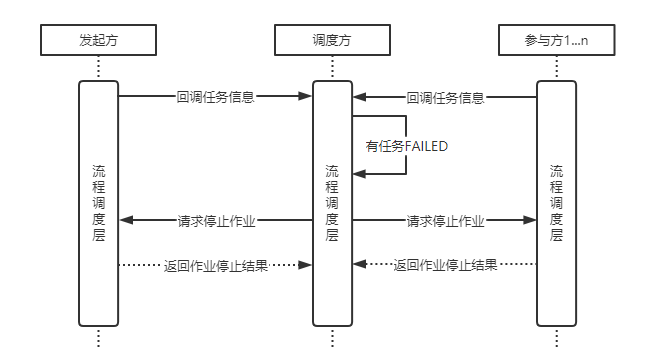 发起方
调度方
参与方1...n
回调任务信息
回调任务信息
有任务FAILED
流程调度层
流程调度层
流程调度层
请求停止作业
请求停止作业
返回作业停止结果
返回作业停止结果